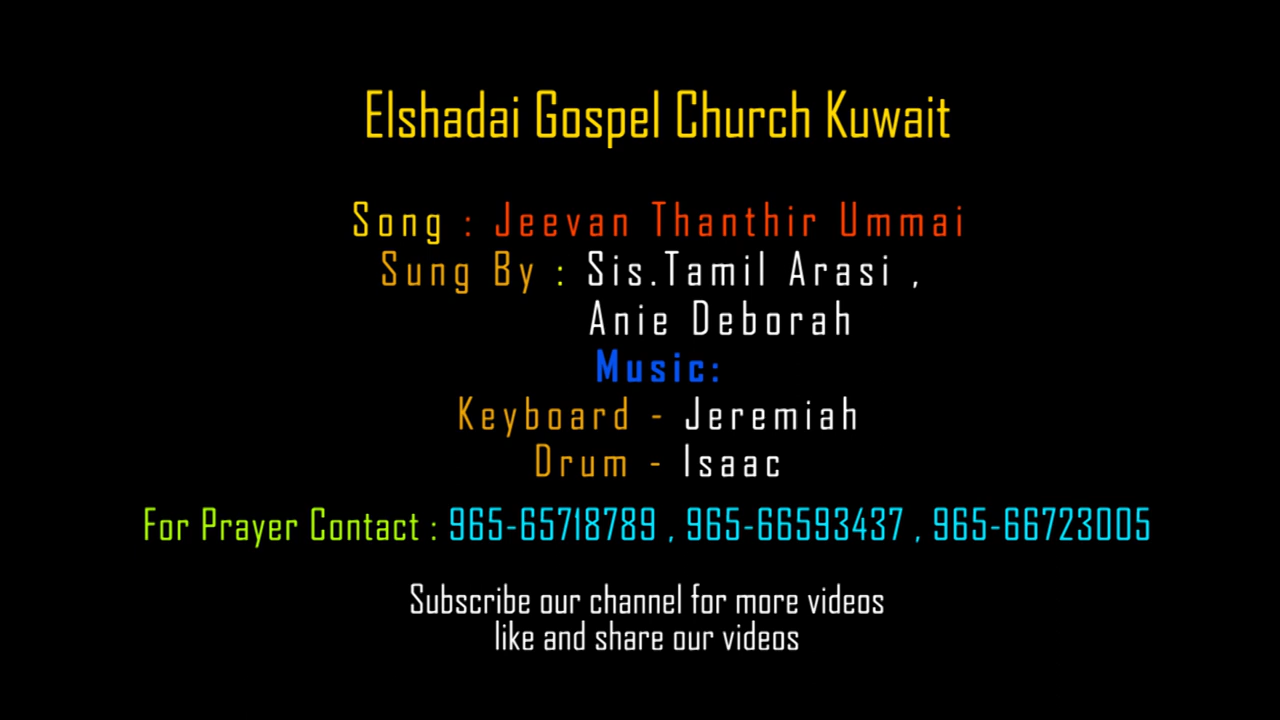 Elshadai Gospel Church Kuwait
Song : Jeevan Thanthir Ummai
Sung By : Sis.Tamil Arasi ,
Anie Deborah
Music:
Keyboard - Jeremiah
Drum - Isaac
For Prayer Contact : 965-65718789 , 965-66593437 , 965-66723005
Subscribe our channel for more videos
like and share our videos